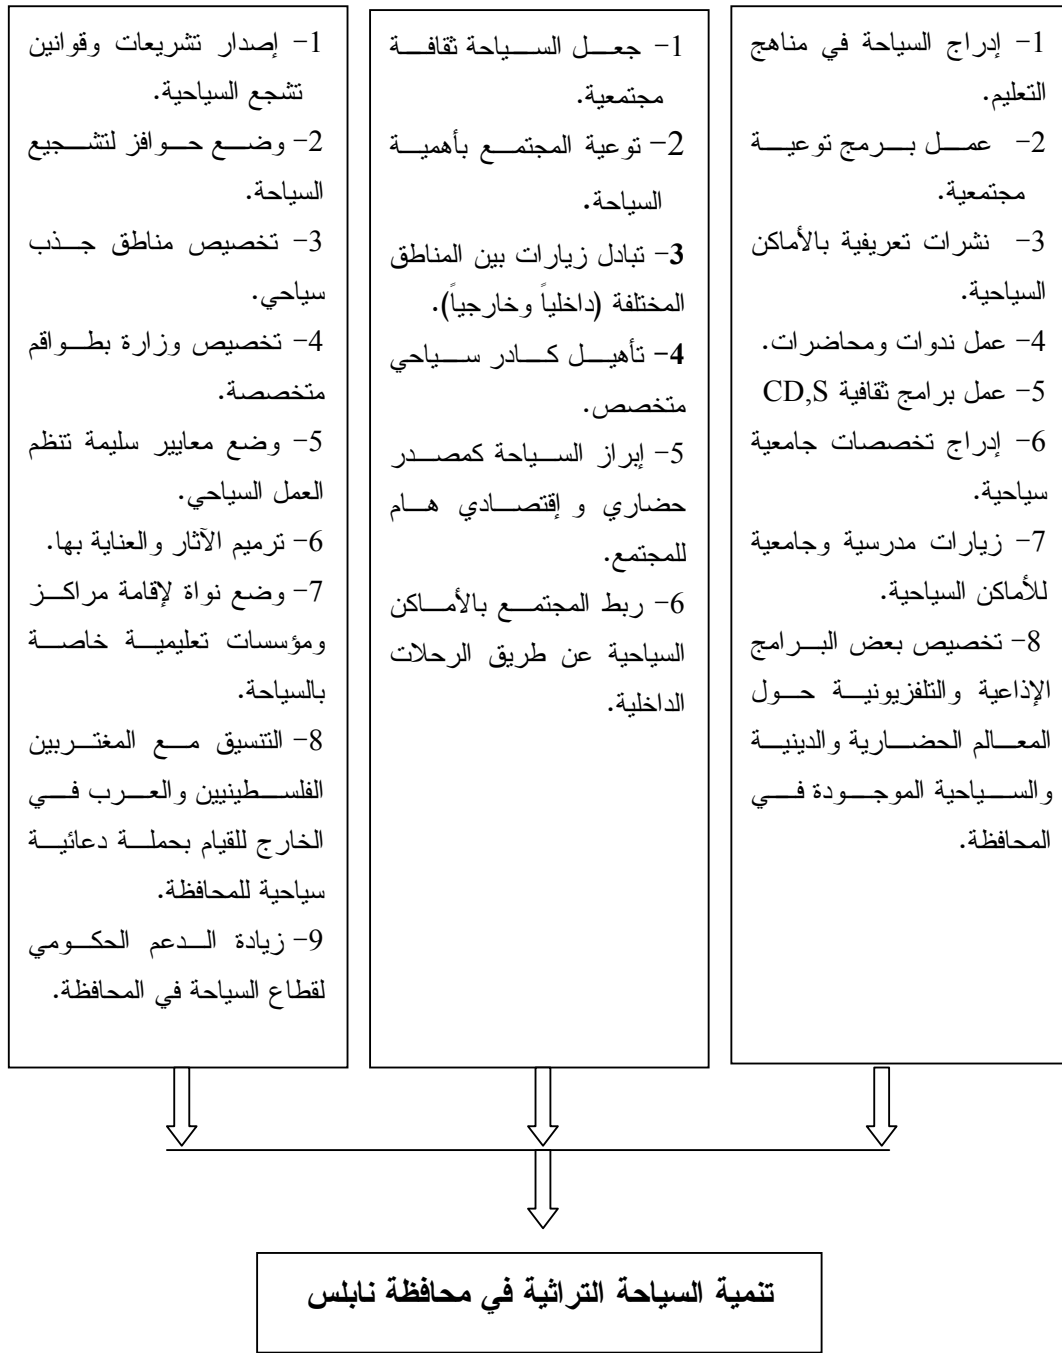 1- إدراج السياحة في مناهج
التعليم.
2- عمل برمج توعية
مجتمعية.
3- نشرات تعريفية بالأماكن
السياحية.
4- عمل ندوات ومحاضرات.
5- عمل برامج ثقافية CD,S
6- إدراج تخصصات جامعية
سياحية.
7- زيارات مدرسية وجامعية
للأماكن السياحية.
8- تخصيص بعض البرامج
الإذاعية والتلفزيونية حول
المعالم الحضارية والدينية
والسياحية الموجودة في
المحافظة.
1- جعل السياحة ثقافة
مجتمعية.
2- توعية المجتمع بأهمية
السياحة.
3- تبادل زيارات بين المناطق
المختلفة (داخلياً وخارجياً).
4- تأهيل كادر سياحي
متخصص.
5- إبراز السياحة كمصدر
حضاري و إقتصادي هام
للمجتمع.
6- ربط المجتمع بالأماكن
السياحية عن طريق الرحلات
الداخلية.
1- إصدار تشريعات وقوانين
تشجع السياحية.
2- وضع حوافز لتشجيع
السياحة.
3- تخصيص مناطق جذب
سياحي.
4- تخصيص وزارة بطواقم
متخصصة.
5- وضع معايير سليمة تنظم
العمل السياحي.
6- ترميم الآثار والعناية بها.
7- وضع نواة لإقامة مراكز
ومؤسسات تعليمية خاصة
بالسياحة.
8- التنسيق مع المغتربين
الفلسطينيين والعرب في
الخارج للقيام بحملة دعائية
سياحية للمحافظة.
9- زيادة الدعم الحكومي
لقطاع السياحة في المحافظة.
تنمية السياحة التراثية في محافظة نابلس